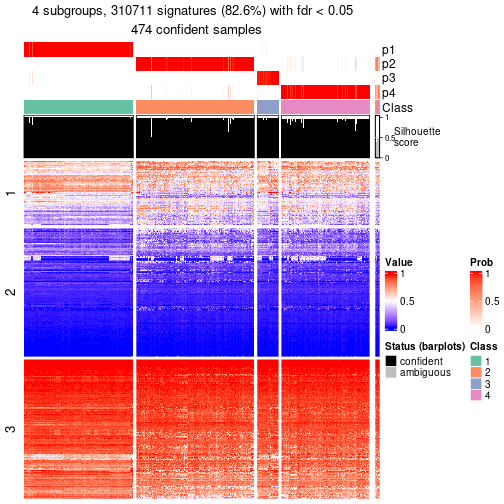 4 subgroups, 310711 signatures (82.6%) with fdr < 0.05
474 confident samples
p1
p2
p3
p4
Class
1
0.5
0
Silhouette
score
1
2
3
Value
1
0.5
0
Prob
1
0.5
0
Status (barplots)
confident
ambiguous
Class
1
2
3
4